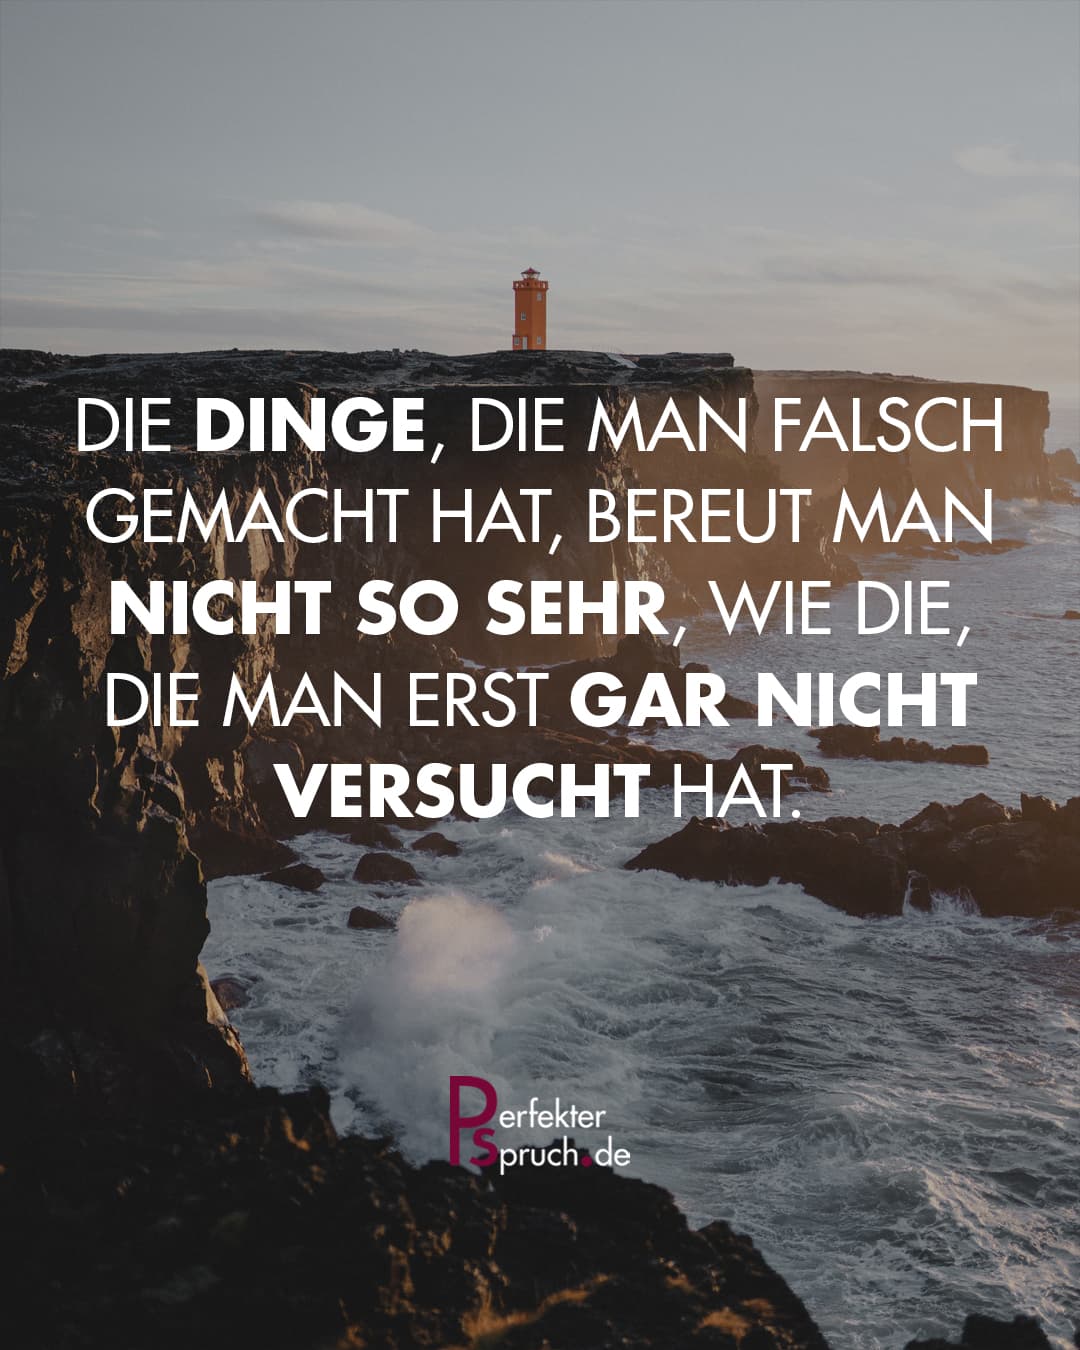 DIE DINGE, DIE MAN FALSCH
GEMACHT HAT, BEREUT MAN
NICHT SO SEHR, WIE DIE,
DIE MAN ERST GAR NICHT
VERSUCHT HAT.
Perfekter
Spruch.de